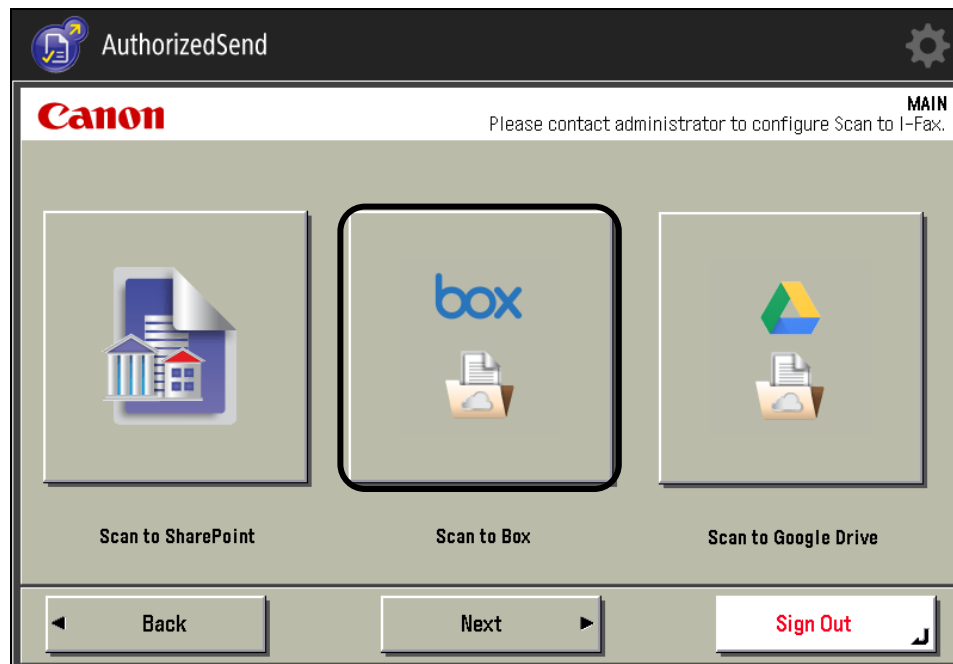 AuthorizedSend
Canon
MAIN
Please contact administrator to configure Scan to I-Fax.
box
Scan to SharePoint
Scan to Box
Scan to Google Drive
Back
Next
Sign Out